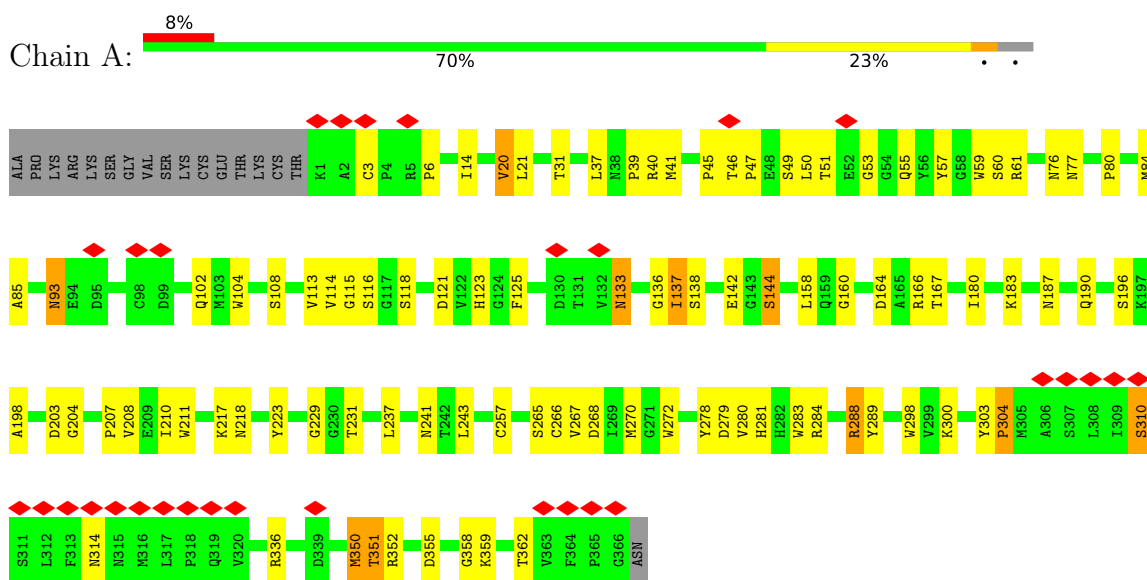 8%
Chain A:
70% 23% • •
ALA PRO LYS ARG LYS SER GLY VAL SER LYS CYS GLU THR LYS CYS THR K1 A2 C3 P4 R5 P6 I14 V20 L21 T31 L37 N38 P39 R40 M41 P45 T46 P47 E48 S49 L50 T51 E52 G53 G54 Q55 Y56 Y57 G58 W59 S60 R61 N76 N77 P80
A85 N93 E94 D95 C98 D99 Q102 M103 W104 S108 V113 V114 G115 S116 G117 S118 D121 V122 H123 G124 F125 D130 T131 V132 N133 G136 I137 S138 E142 G143 S144 L158 Q159 G160 D164 A165 R166 T167 I180 K183 N187 Q190 S196 K197
A198 D203 G204 P207 V208 E209 I210 W211 K217 N218 Y223 G229 G230 T231 L237 N241 T242 L243 C257 S265 C266 V267 D268 I269 M270 G271 W272 Y278 D279 V280 H281 H282 W283 R284 R288 Y289 W298 V299 K300 Y303 P304 M305 A306 S307 L308 I309 S310
S311 L312 F313 N314 N315 M316 L317 P318 Q319 V320 R336 D339 M350 T351 R352 D355 G358 K359 T362 V363 F364 P365 G366 ASN